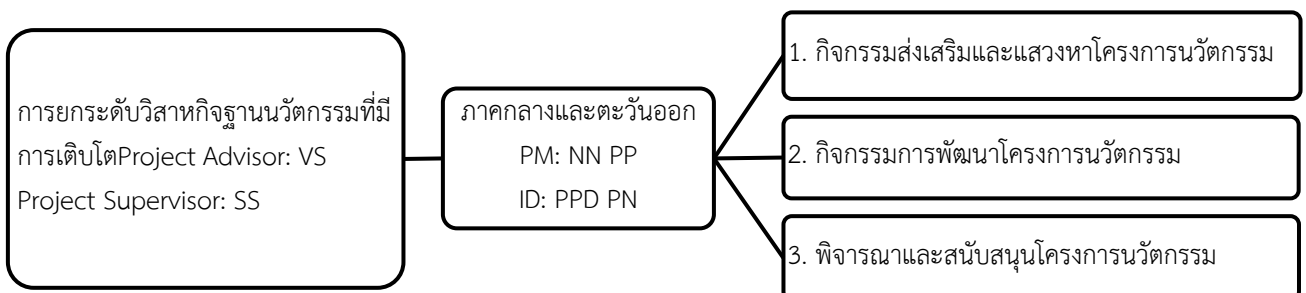 การยกระดับวิสาหกิจฐานนวัตกรรมที่มี
การเติบโตProject Advisor: VS
Project Supervisor: SS
ภาคกลางและตะวันออก
PM: NN PP
ID: PPD PN
1. กิจกรรมส่งเสริมและแสวงหาโครงการนวัตกรรม
2. กิจกรรมการพัฒนาโครงการนวัตกรรม
3. พิจารณาและสนับสนุนโครงการนวัตกรรม